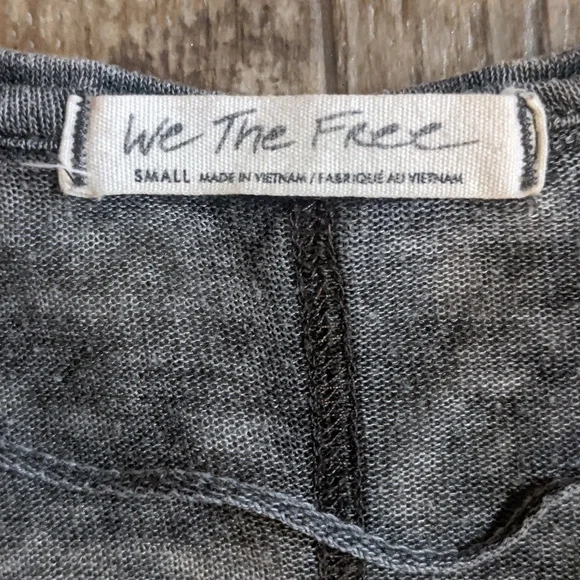 We The Free
SMALL MADE IN VIETNAM / FABRIQUÉ AU VIETNAM